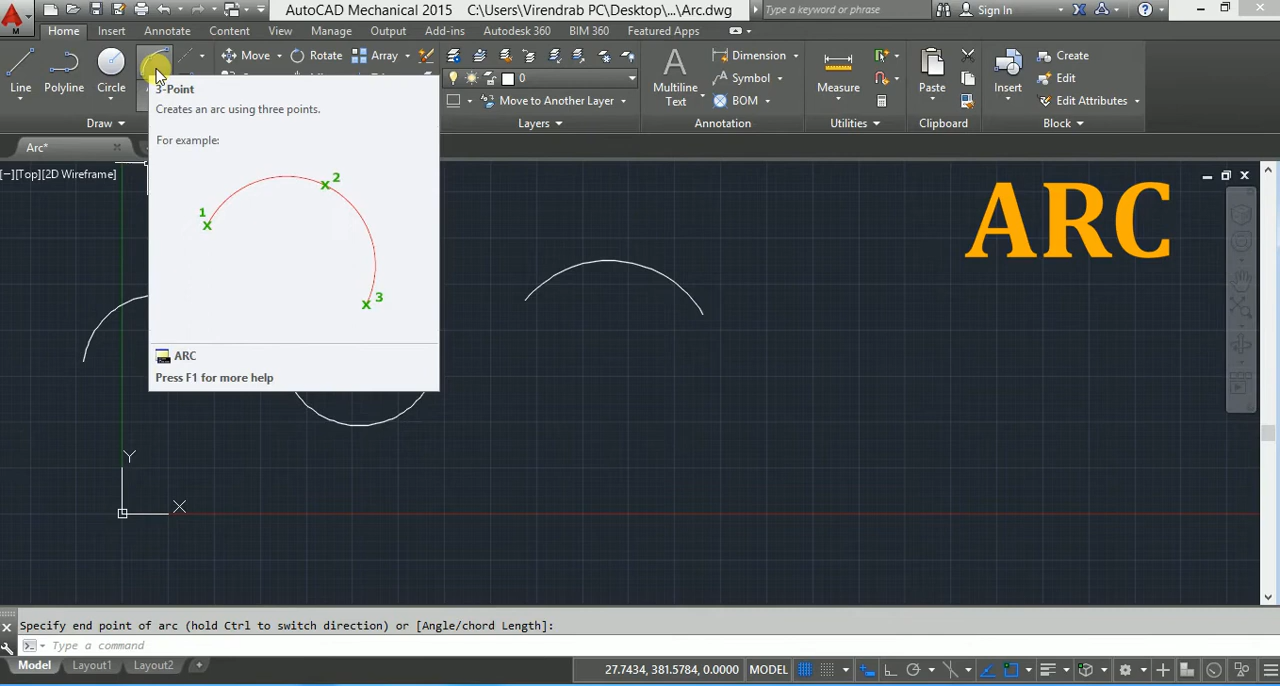 AutoCAD Mechanical 2015 C:\Users\Virendrab PC\Desktop\...\Arc.dwg
Type a keyword or phrase
Sign In
Home Insert Annotate Parametric Content View Manage Output Add-ins Autodesk 360 BIM 360 Featured Apps
Line
Polyline
Circle
Move
Rotate
Array
0
Move to Another Layer
Multiline
Text
Dimension
Symbol
BOM
Measure
Paste
Insert
Create
Edit
Edit Attributes
Draw
Layers
Annotation
Utilities
Clipboard
Block
3-Point
Creates an arc using three points.
For example:
1
2
3
ARC
Press F1 for more help
Arc*
[−][Top][2D Wireframe]
ARC
Y
X
Specify end point of arc (hold Ctrl to switch direction) or [Angle/chord Length]:
Type a command
Model Layout1 Layout2 +
27.7434, 381.5784, 0.0000 MODEL